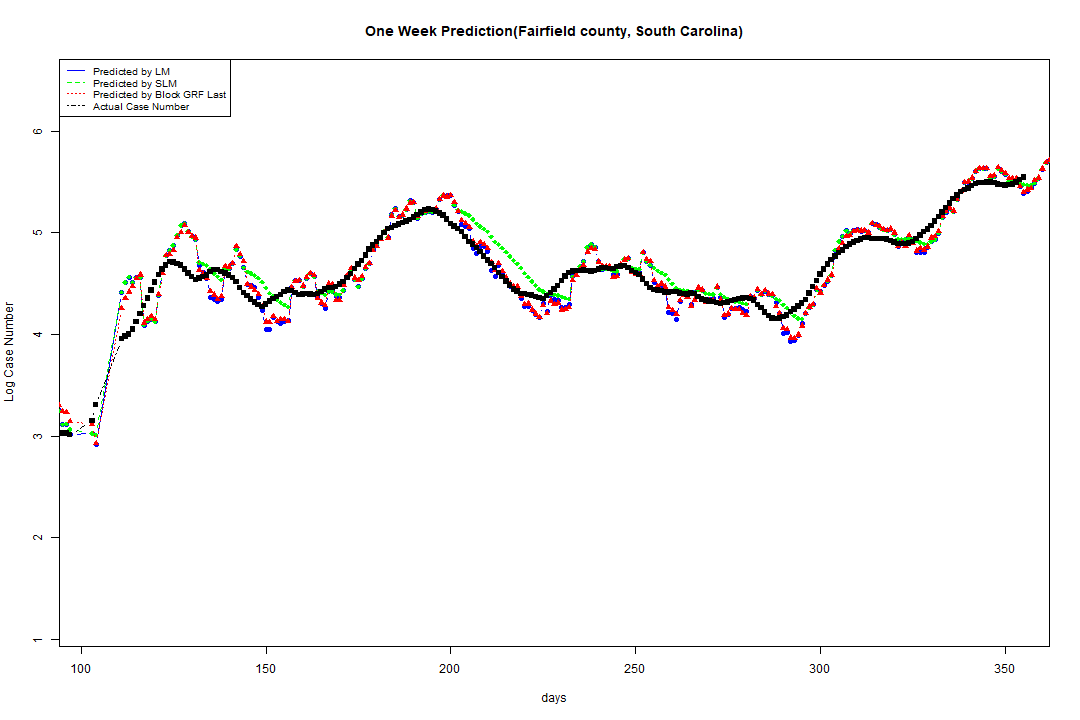 One Week Prediction(Fairfield county, South Carolina)
Predicted by LM
Predicted by SLM
Predicted by Block GRF Last
Actual Case Number
6
5
4
3
2
1
Log Case Number
100 150 200 250 300 350
days